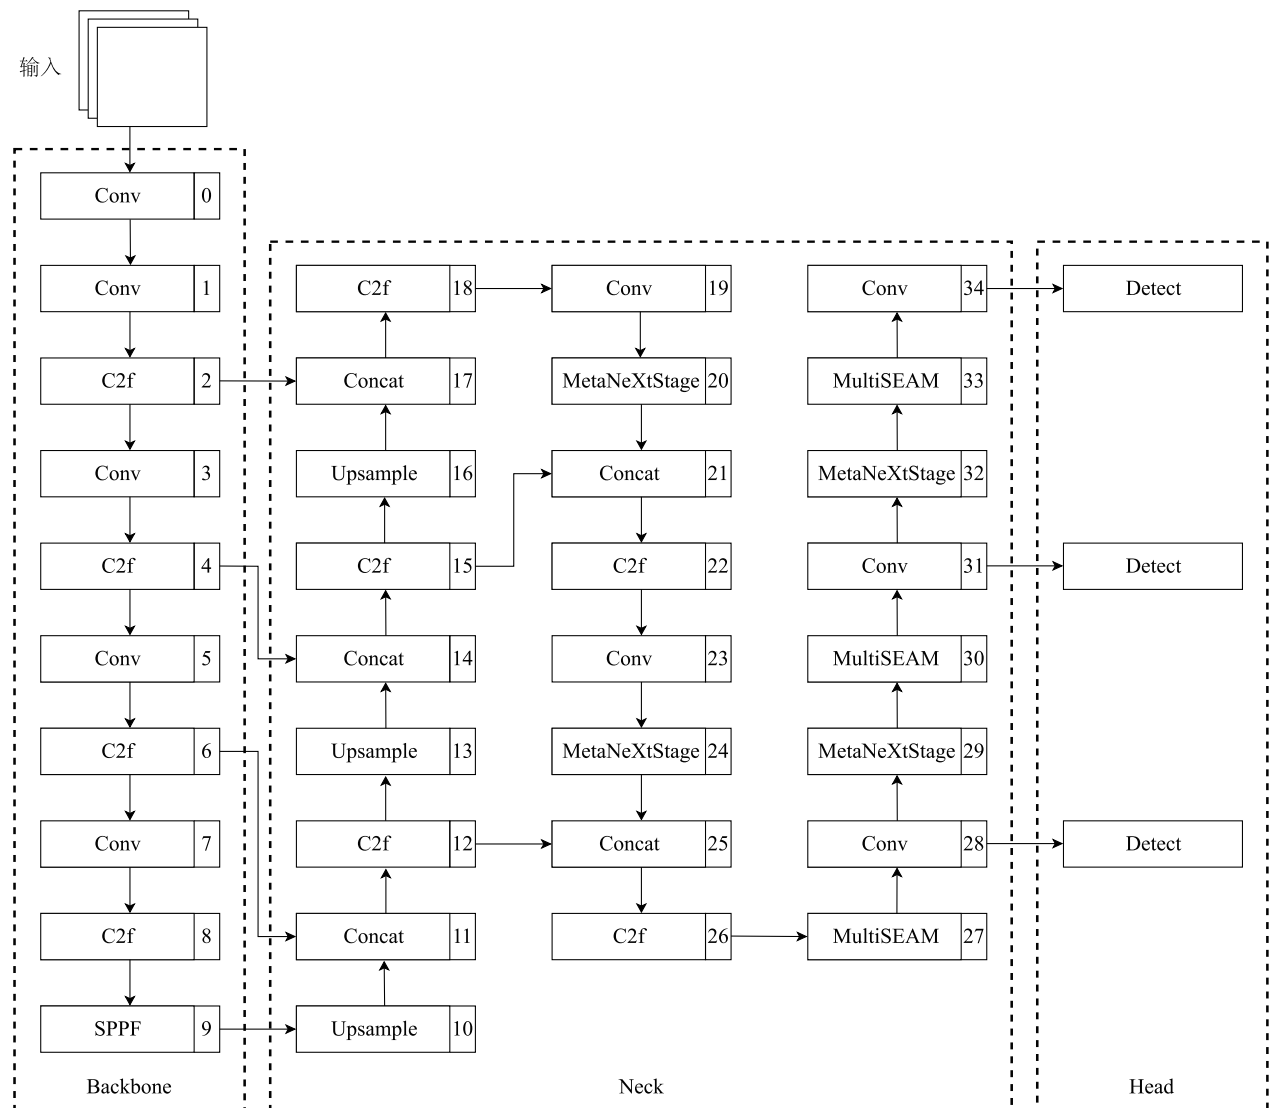 输入
Conv 0
Conv 1
C2f 2
Conv 3
C2f 4
Conv 5
C2f 6
Conv 7
C2f 8
SPPF 9
Backbone
C2f 18
Concat 17
Upsample 16
C2f 15
Concat 14
Upsample 13
C2f 12
Concat 11
Upsample 10
Conv 19
MetaNeXtStage 20
Concat 21
C2f 22
Conv 23
MetaNeXtStage 24
Concat 25
C2f 26
Conv 34
MultiSEAM 33
MetaNeXtStage 32
Conv 31
MultiSEAM 30
MetaNeXtStage 29
Conv 28
MultiSEAM 27
Neck
Detect
Detect
Detect
Head